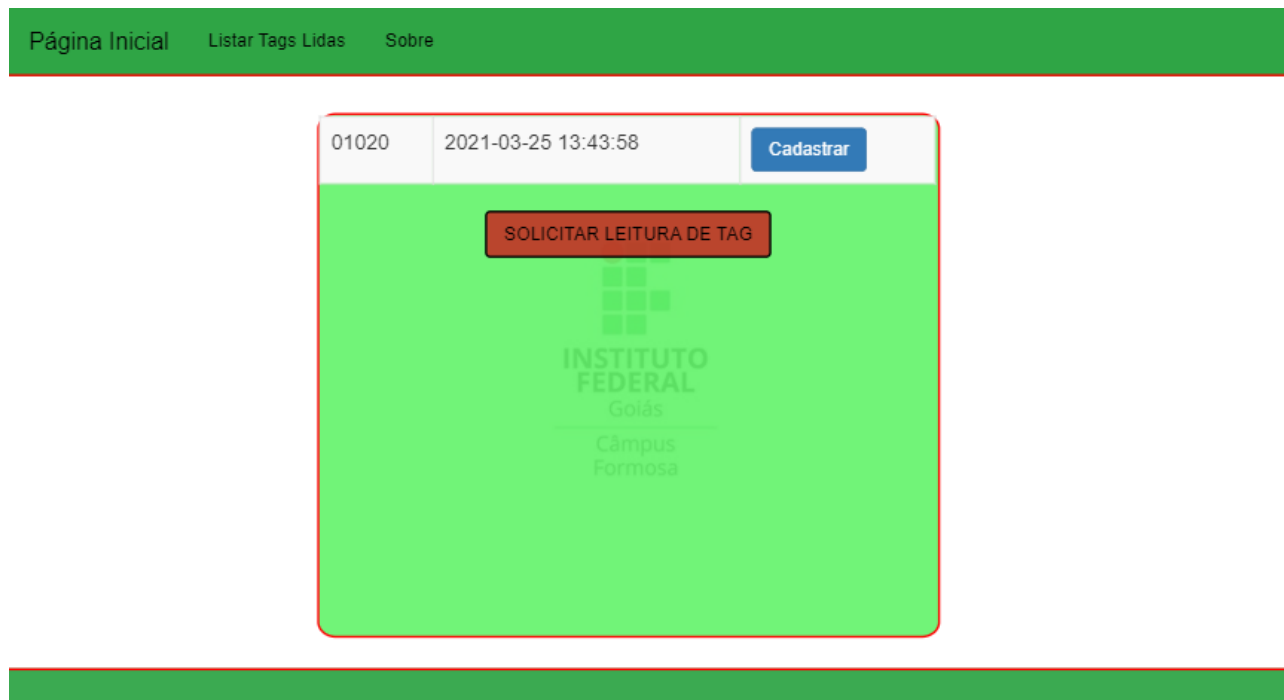 Página Inicial Listar Tags Lidas Sobre
01020 2021-03-25 13:43:58 Cadastrar
SOLICITAR LEITURA DE TAG
INSTITUTO
FEDERAL
Goiás
Câmpus
Formosa